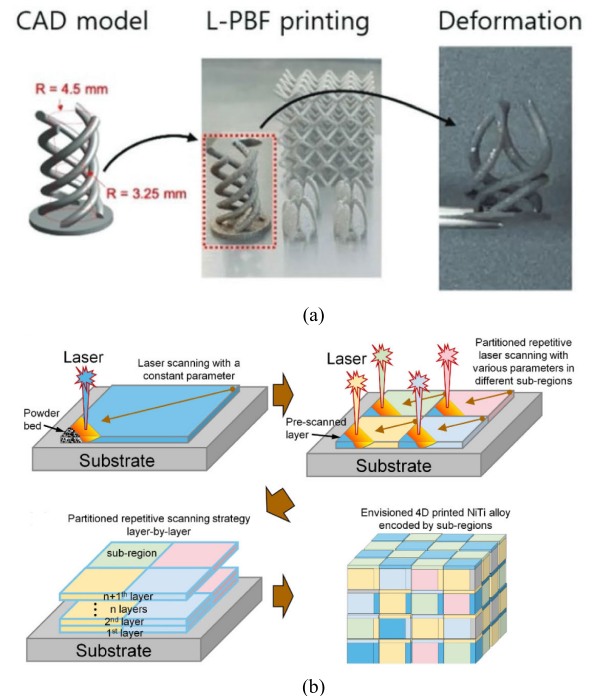 CAD model
L-PBF printing
Deformation
R = 4.5 mm
R = 3.25 mm
(a)
Laser
Laser scanning with a
constant parameter
Powder
bed
Substrate
Laser
Partitioned repetitive
laser scanning with
various parameters in
different sub-regions
Pre-scanned
layer
Substrate
Partitioned repetitive scanning strategy
layer-by-layer
sub-region
n+1th layer
n layers
2nd layer
1st layer
Substrate
Envisioned 4D printed NiTi alloy
encoded by sub-regions
(b)